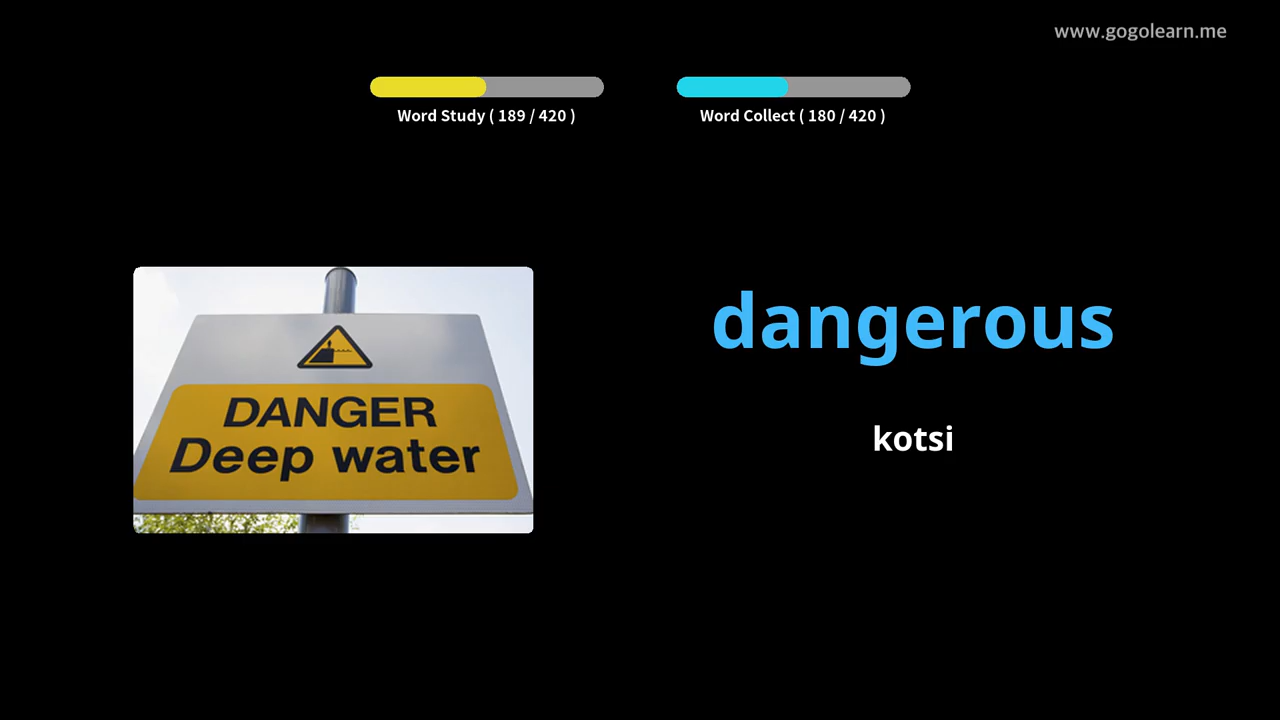 www.gogolearn.me
Word Study ( 189 / 420 )
Word Collect ( 180 / 420 )
DANGER
Deep water
dangerous
kotsi